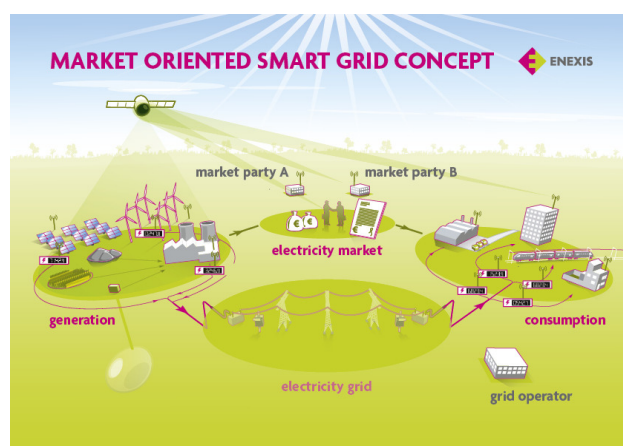 MARKET ORIENTED SMART GRID CONCEPT
ENEXIS
market party A
market party B
electricity market
generation
consumption
electricity grid
grid operator